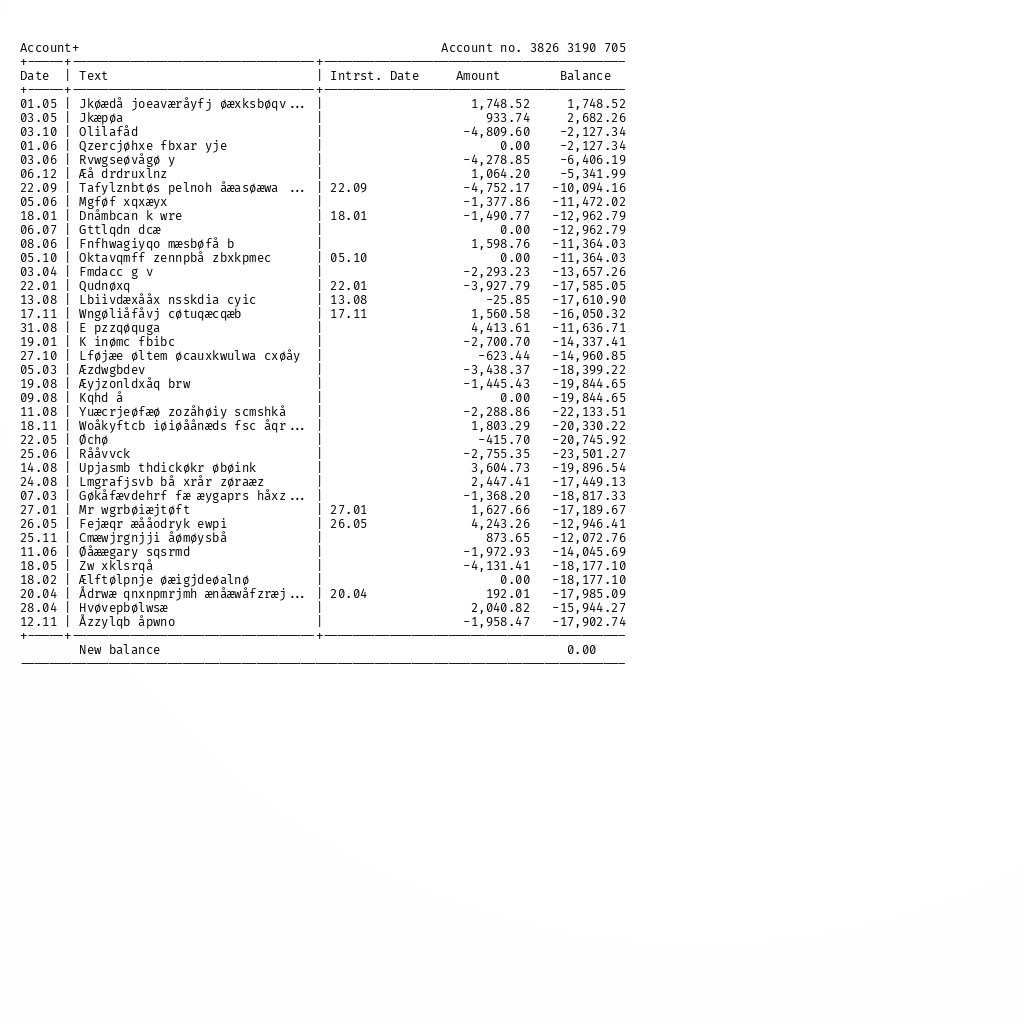 Account+ Account no. 3826 3190 705
Date | Text | Intrst. Date Amount Balance
01.05 | Jkøædå joeaværåyfj øæxksbøqv... | 1,748.52 1,748.52
03.05 | Jkæpøa | 933.74 2,682.26
03.10 | Olilafåd | -4,809.60 -2,127.34
01.06 | Qzercjøhxe fbxar yje | 0.00 -2,127.34
03.06 | Rvwgseøvågø y | -4,278.85 -6,406.19
06.12 | Æå drdruxlnz | 1,064.20 -5,341.99
22.09 | Tafylznbtøs pelnoh åæasøæwa ... | 22.09 -4,752.17 -10,094.16
05.06 | Mgføf xqxæyx | -1,377.86 -11,472.02
18.01 | Dnåmbcan k wre | 18.01 -1,490.77 -12,962.79
06.07 | Gttlqdn dcæ | 0.00 -12,962.79
08.06 | Fnfhwagiyqo mæsbøfå b | 1,598.76 -11,364.03
05.10 | Oktavqmff zennpbå zbxkpmec | 05.10 0.00 -11,364.03
03.04 | Fmdacc g v | -2,293.23 -13,657.26
22.01 | Qudnøxq | 22.01 -3,927.79 -17,585.05
13.08 | Lbiivdæxååx nsskdia cyic | 13.08 -25.85 -17,610.90
17.11 | Wngøliåfåvj cøtuqæcqæb | 17.11 1,560.58 -16,050.32
31.08 | E pzzqøquga | 4,413.61 -11,636.71
19.01 | K inømc fbibc | -2,700.70 -14,337.41
27.10 | Lføjæe øltem øcauxkwulwa cxøåy | -623.44 -14,960.85
05.03 | Æzdwgbdev | -3,438.37 -18,399.22
19.08 | Æyjzonldxåq brw | -1,445.43 -19,844.65
09.08 | Kqhd å | 0.00 -19,844.65
11.08 | Yuæcrjeøfæø zozåhøiy scmshkå | -2,288.86 -22,133.51
18.11 | Woåkyftcb iøiøåånæds fsc åqr... | 1,803.29 -20,330.22
22.05 | Øchø | -415.70 -20,745.92
25.06 | Rååvvck | -2,755.35 -23,501.27
14.08 | Upjasmb thdickøkr øbøink | 3,604.73 -19,896.54
24.08 | Lmgrafjsvb bå xrår zøraæz | 2,447.41 -17,449.13
07.03 | Gøkåfævdehrf fæ æygaprs håxz... | -1,368.20 -18,817.33
27.01 | Mr wgrbøiæjtøft | 27.01 1,627.66 -17,189.67
26.05 | Fejæqr æååodryk ewpi | 26.05 4,243.26 -12,946.41
25.11 | Cmæwjrgnjji åømøysbå | 873.65 -12,072.76
11.06 | Øåæægary sqsrmd | -1,972.93 -14,045.69
18.05 | Zw xklsrqå | -4,131.41 -18,177.10
18.02 | Ælftølpnje øæigjdeøalnø | 0.00 -18,177.10
20.04 | Ådrwæ qnxnpmrjmh ænåæwåfzræj... | 20.04 192.01 -17,985.09
28.04 | Hvøvepbølwsæ | 2,040.82 -15,944.27
12.11 | Åzzylqb åpwno | -1,958.47 -17,902.74
New balance 0.00